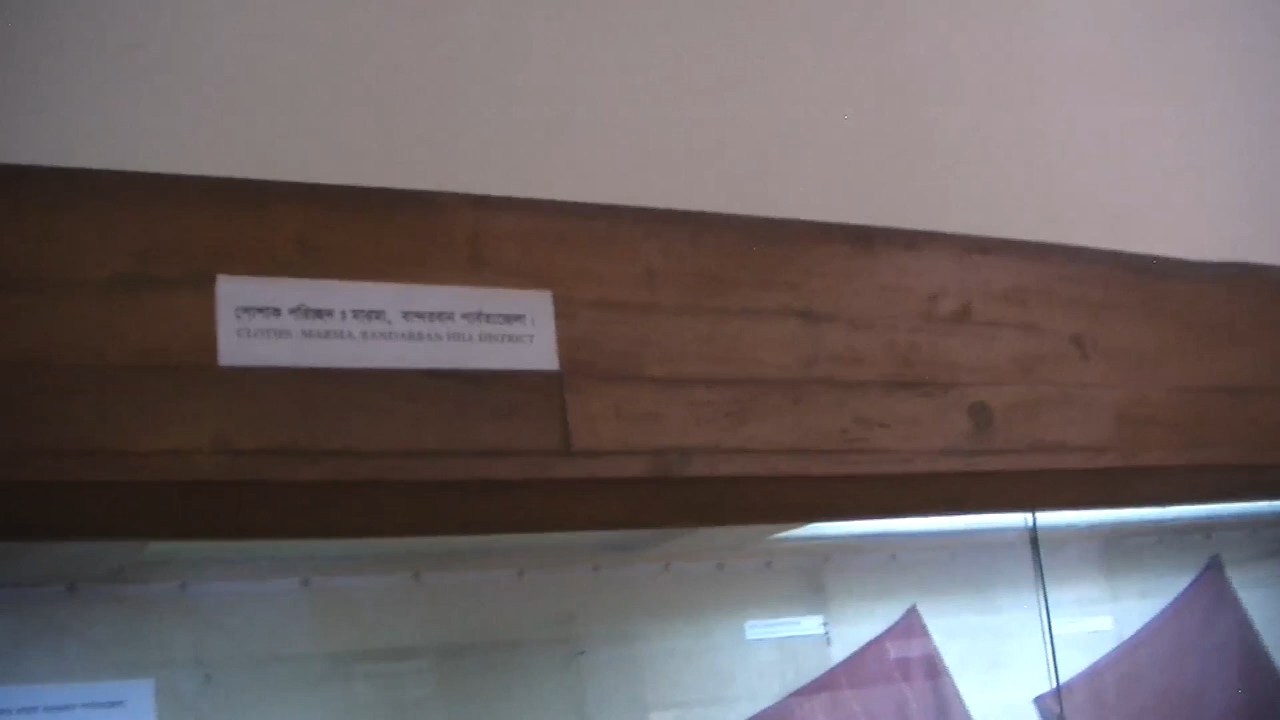 পোশাক পরিচ্ছদ ঃ মারমা, বান্দরবান পার্বত্যজেলা।
CLOTHS : MARMA, BANDARBAN HILL DISTRICT